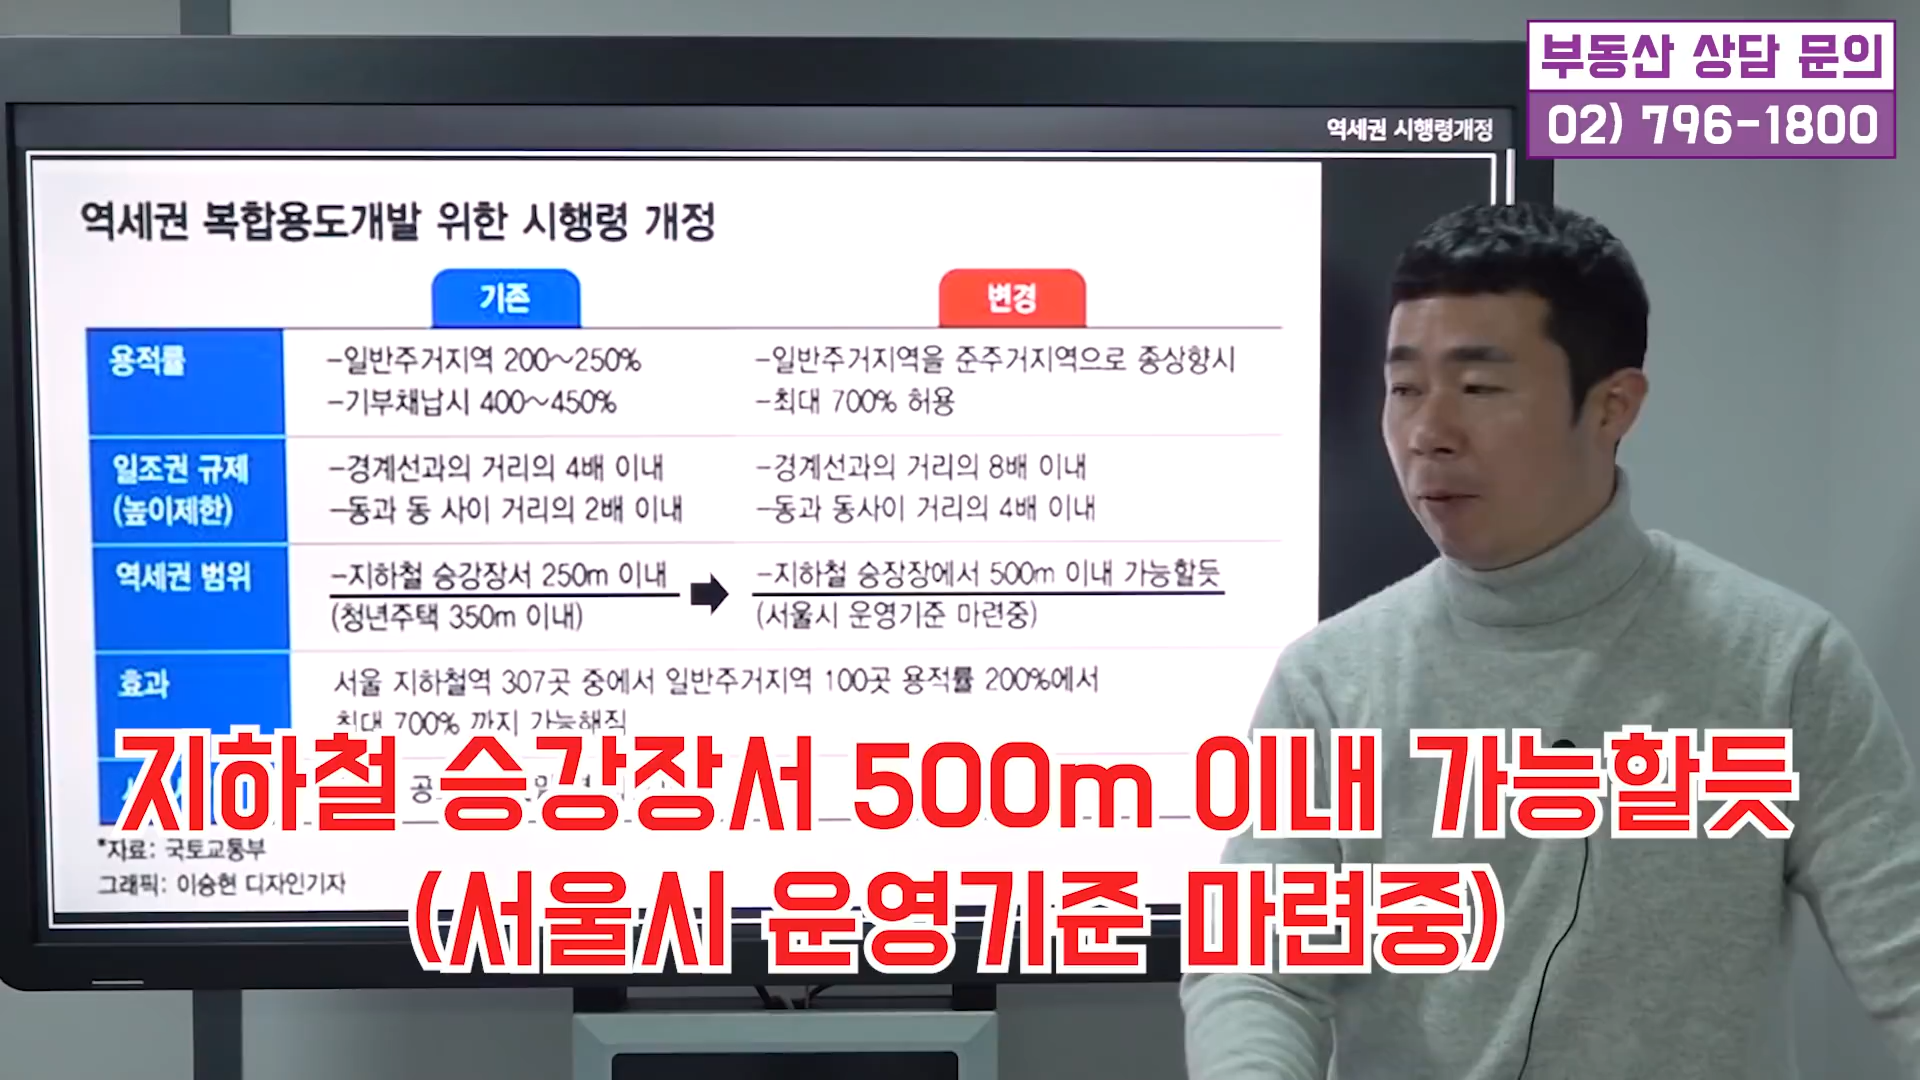 부동산 상담 문의
02) 796-1800
역세권 시행령개정
역세권 복합용도개발 위한 시행령 개정
기존
변경
용적률
-일반주거지역 200~250%
-기부채납시 400~450%
-일반주거지역을 준주거지역으로 종상향시
-최대 700% 허용
일조권 규제
(높이제한)
-경계선과의 거리의 4배 이내
-동과 동 사이 거리의 2배 이내
-경계선과의 거리의 8배 이내
-동과 동사이 거리의 4배 이내
역세권 범위
-지하철 승강장서 250m 이내
(청년주택 350m 이내)
-지하철 승장장에서 500m 이내 가능할듯
(서울시 운영기준 마련중)
효과
서울 지하철역 307곳 중에서 일반주거지역 100곳 용적률 200%에서
최대 700% 까지 가능해직
지하철 승강장서 500m 이내 가능할듯
(서울시 운영기준 마련중)
*자료: 국토교통부
그래픽: 이승현 디자인기자